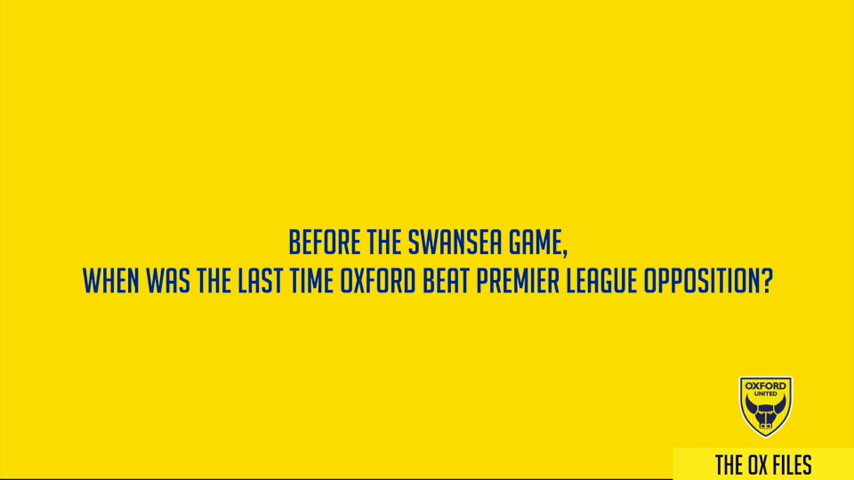 BEFORE THE SWANSEA GAME,
WHEN WAS THE LAST TIME OXFORD BEAT PREMIER LEAGUE OPPOSITION?
OXFORD
UNITED
THE OX FILES